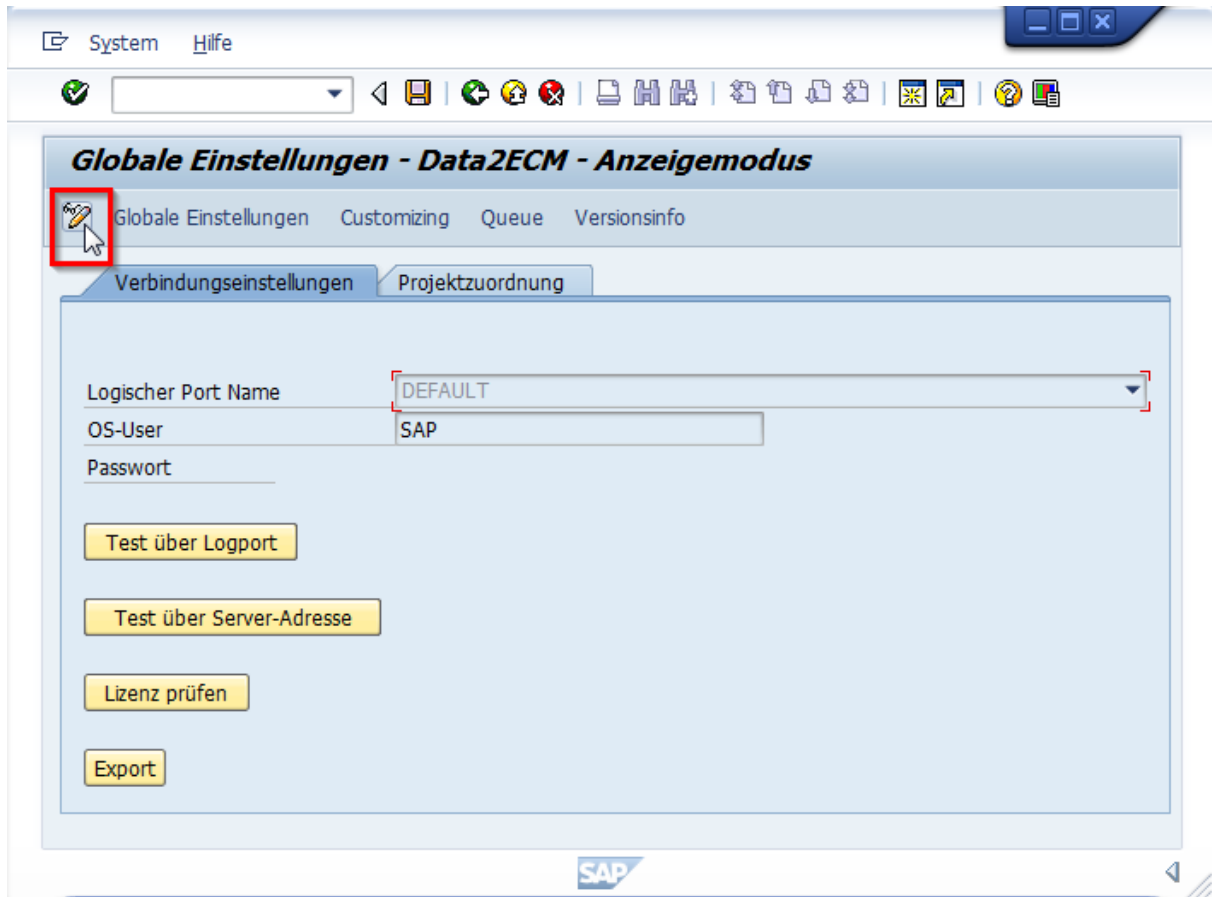 System Hilfe
Globale Einstellungen - Data2ECM - Anzeigemodus
Globale Einstellungen Customizing Queue Versionsinfo
Verbindungseinstellungen Projektzuordnung
Logischer Port Name DEFAULT
OS-User SAP
Passwort
Test über Logport
Test über Server-Adresse
Lizenz prüfen
Export
SAP